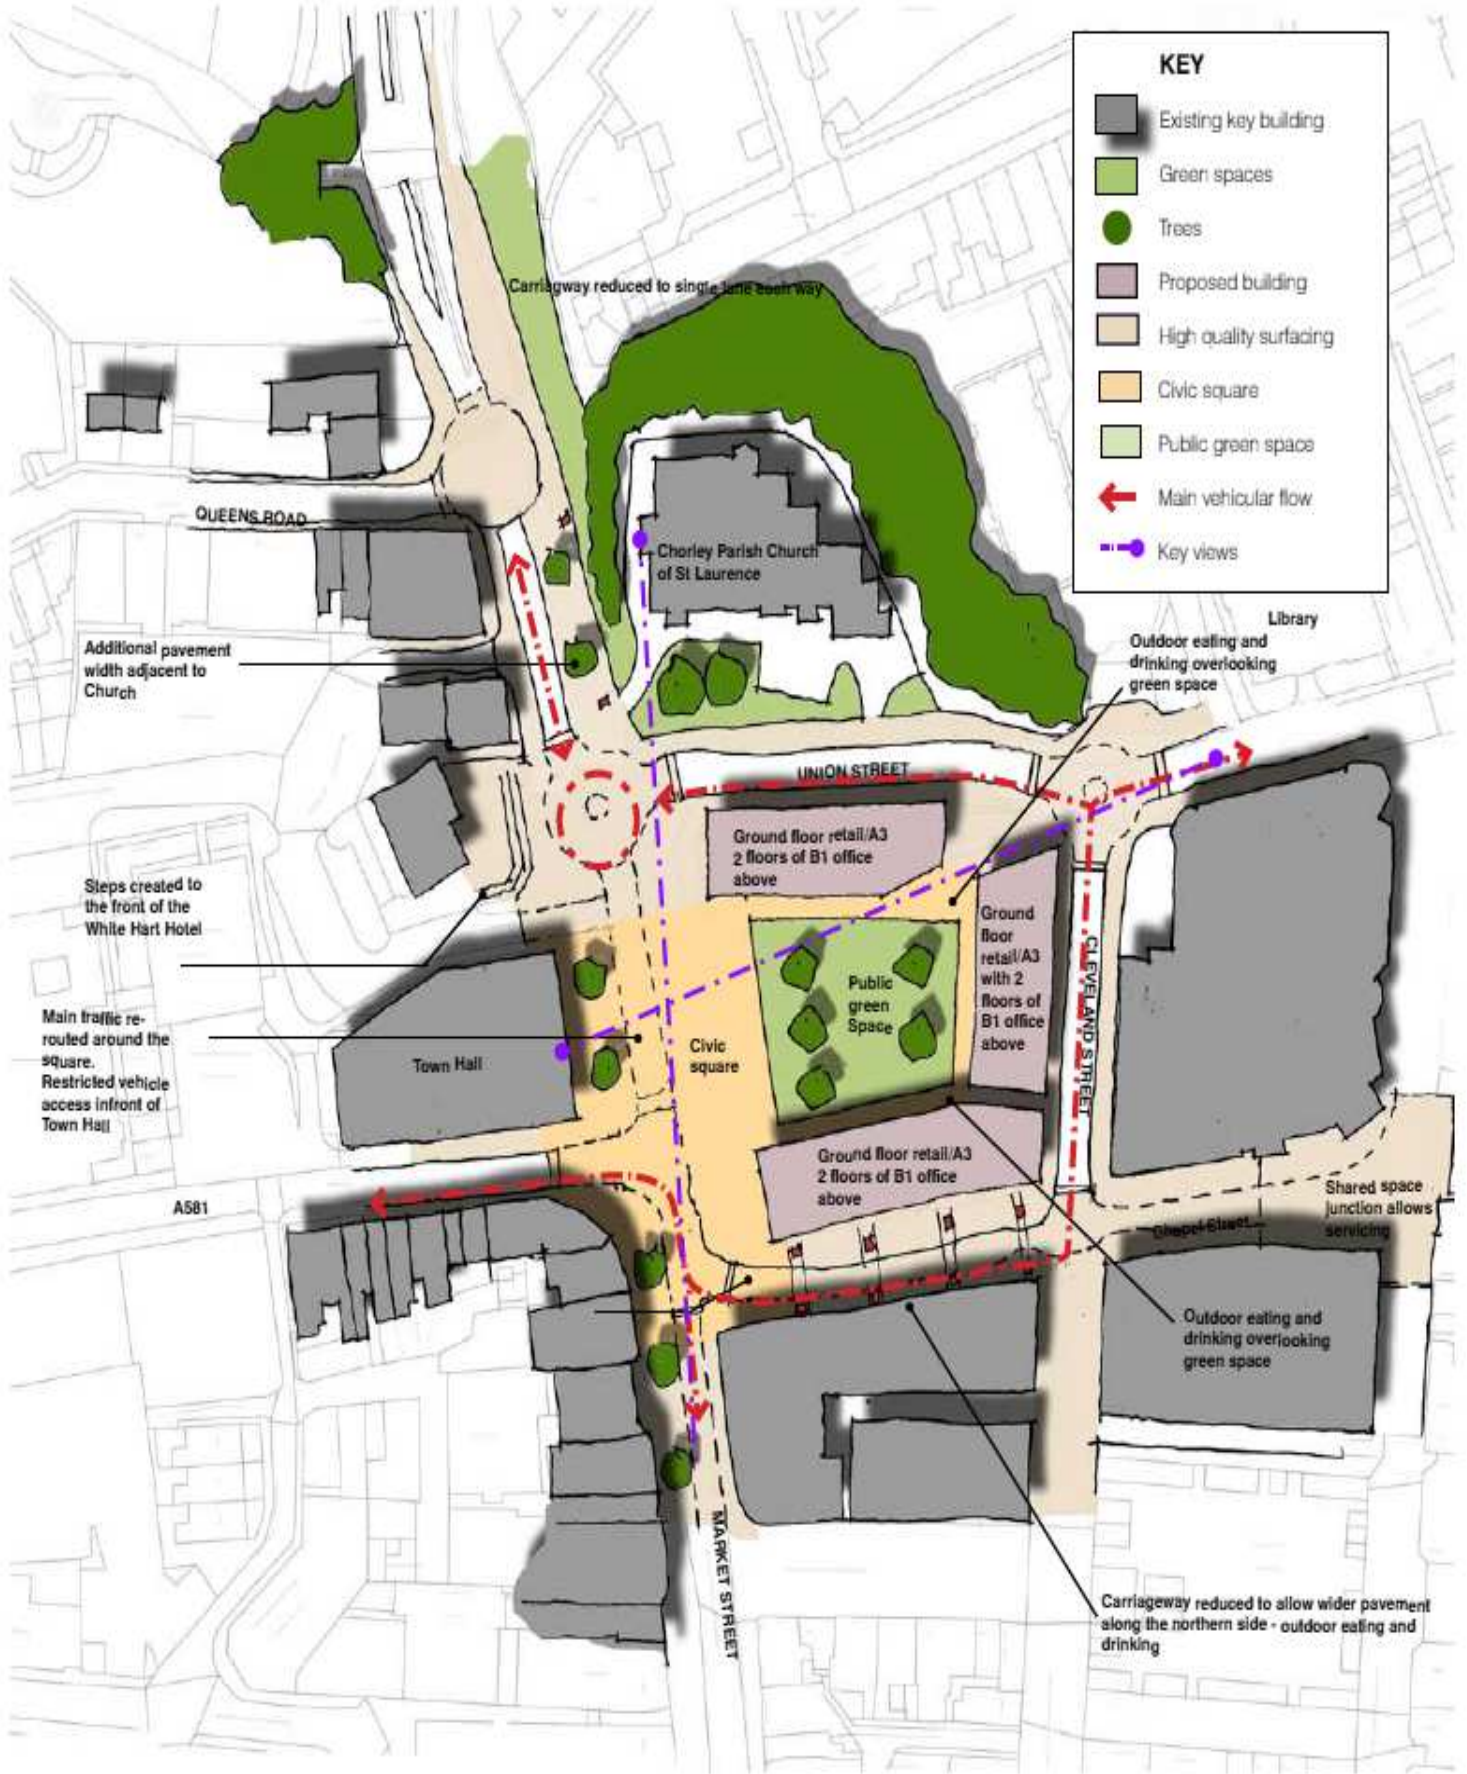 KEY
Existing key building
Green spaces
Trees
Proposed building
High quality surfacing
Civic square
Public green space
Main vehicular flow
Key views
Carriagway reduced to single lane each way
QUEENS ROAD
Chorley Parish Church
of St Laurence
Library
Outdoor eating and
drinking overlooking
green space
Additional pavement
width adjacent to
Church
UNION STREET
Ground floor retail/A3
2 floors of B1 office
above
Steps created to
the front of the
White Hart Hotel
Ground
floor
retail/A3
with 2
floors of
B1 office
above
CLEVELAND STREET
Public
green
Space
Main traffic re-
routed around the
square.
Restricted vehicle
access infront of
Town Hall
Town Hall
Civic
square
Ground floor retail/A3
2 floors of B1 office
above
A581
Shared space
junction allows
servicing
Chapel Street
Outdoor eating and
drinking overlooking
green space
MARKET STREET
Carriageway reduced to allow wider pavement
along the northern side - outdoor eating and
drinking